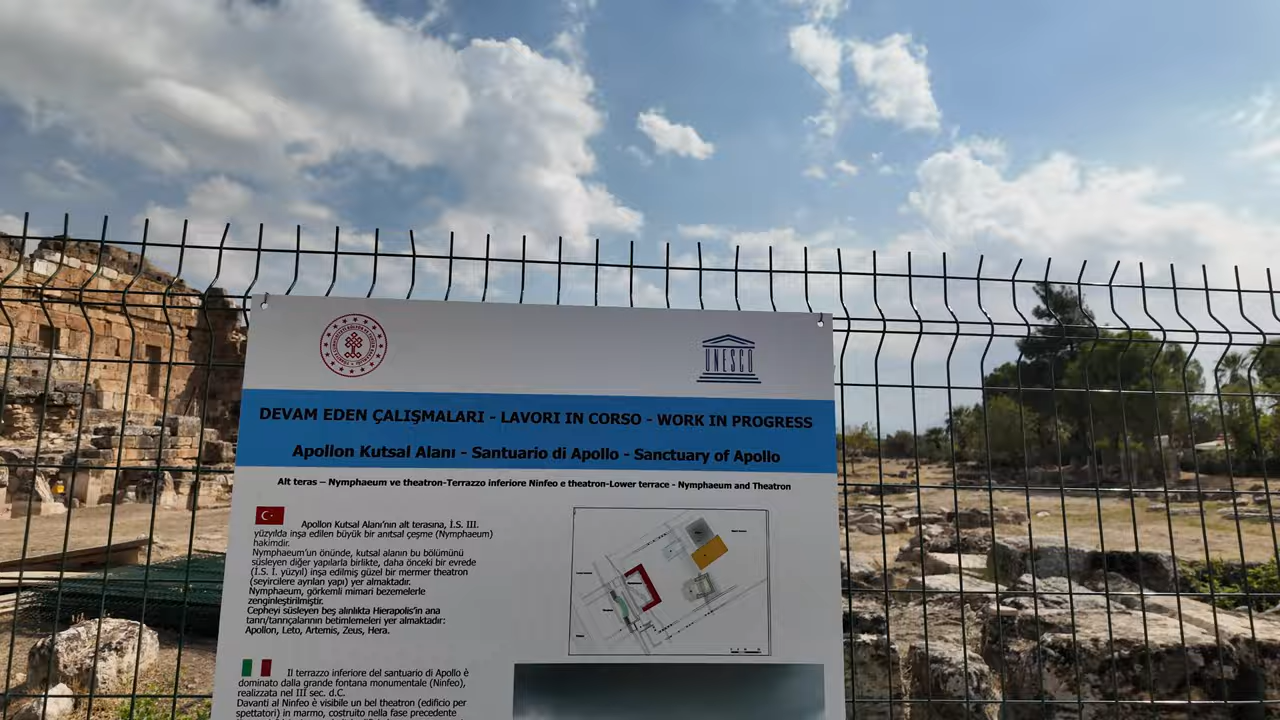 UNESCO
DEVAM EDEN ÇALIŞMALARI - LAVORI IN CORSO - WORK IN PROGRESS
Apollon Kutsal Alanı - Santuario di Apollo - Sanctuary of Apollo
Alt teras – Nymphaeum ve theatron-Terrazzo inferiore Ninfeo e theatron-Lower terrace - Nymphaeum and Theatron
Apollon Kutsal Alanı'nın alt terasına, İ.S. III.
yüzyılda inşa edilen büyük bir anıtsal çeşme (Nymphaeum)
hakimdir.
Nymphaeum'un önünde, kutsal alanın bu bölümünü
süsleyen diğer yapılarla birlikte, daha önceki bir evrede
(İ.S. İ. yüzyıl) inşa edilmiş güzel bir mermer theatron
(seyircilere ayrılan yapı) yer almaktadır.
Nymphaeum, görkemli mimari bezemelerle
zenginleştirilmiştir.
Cepheyi süsleyen beş alınlıkta Hierapolis'in ana
tanrı/tanrıçalarının betimlemeleri yer almaktadır:
Apollon, Leto, Artemis, Zeus, Hera.
Il terrazzo inferiore del santuario di Apollo è
dominato dalla grande fontana monumentale (Ninfeo),
realizzata nel III sec. d.C.
Davanti al Ninfeo è visibile un bel theatron (edificio per
spettatori) in marmo, costruito nella fase precedente